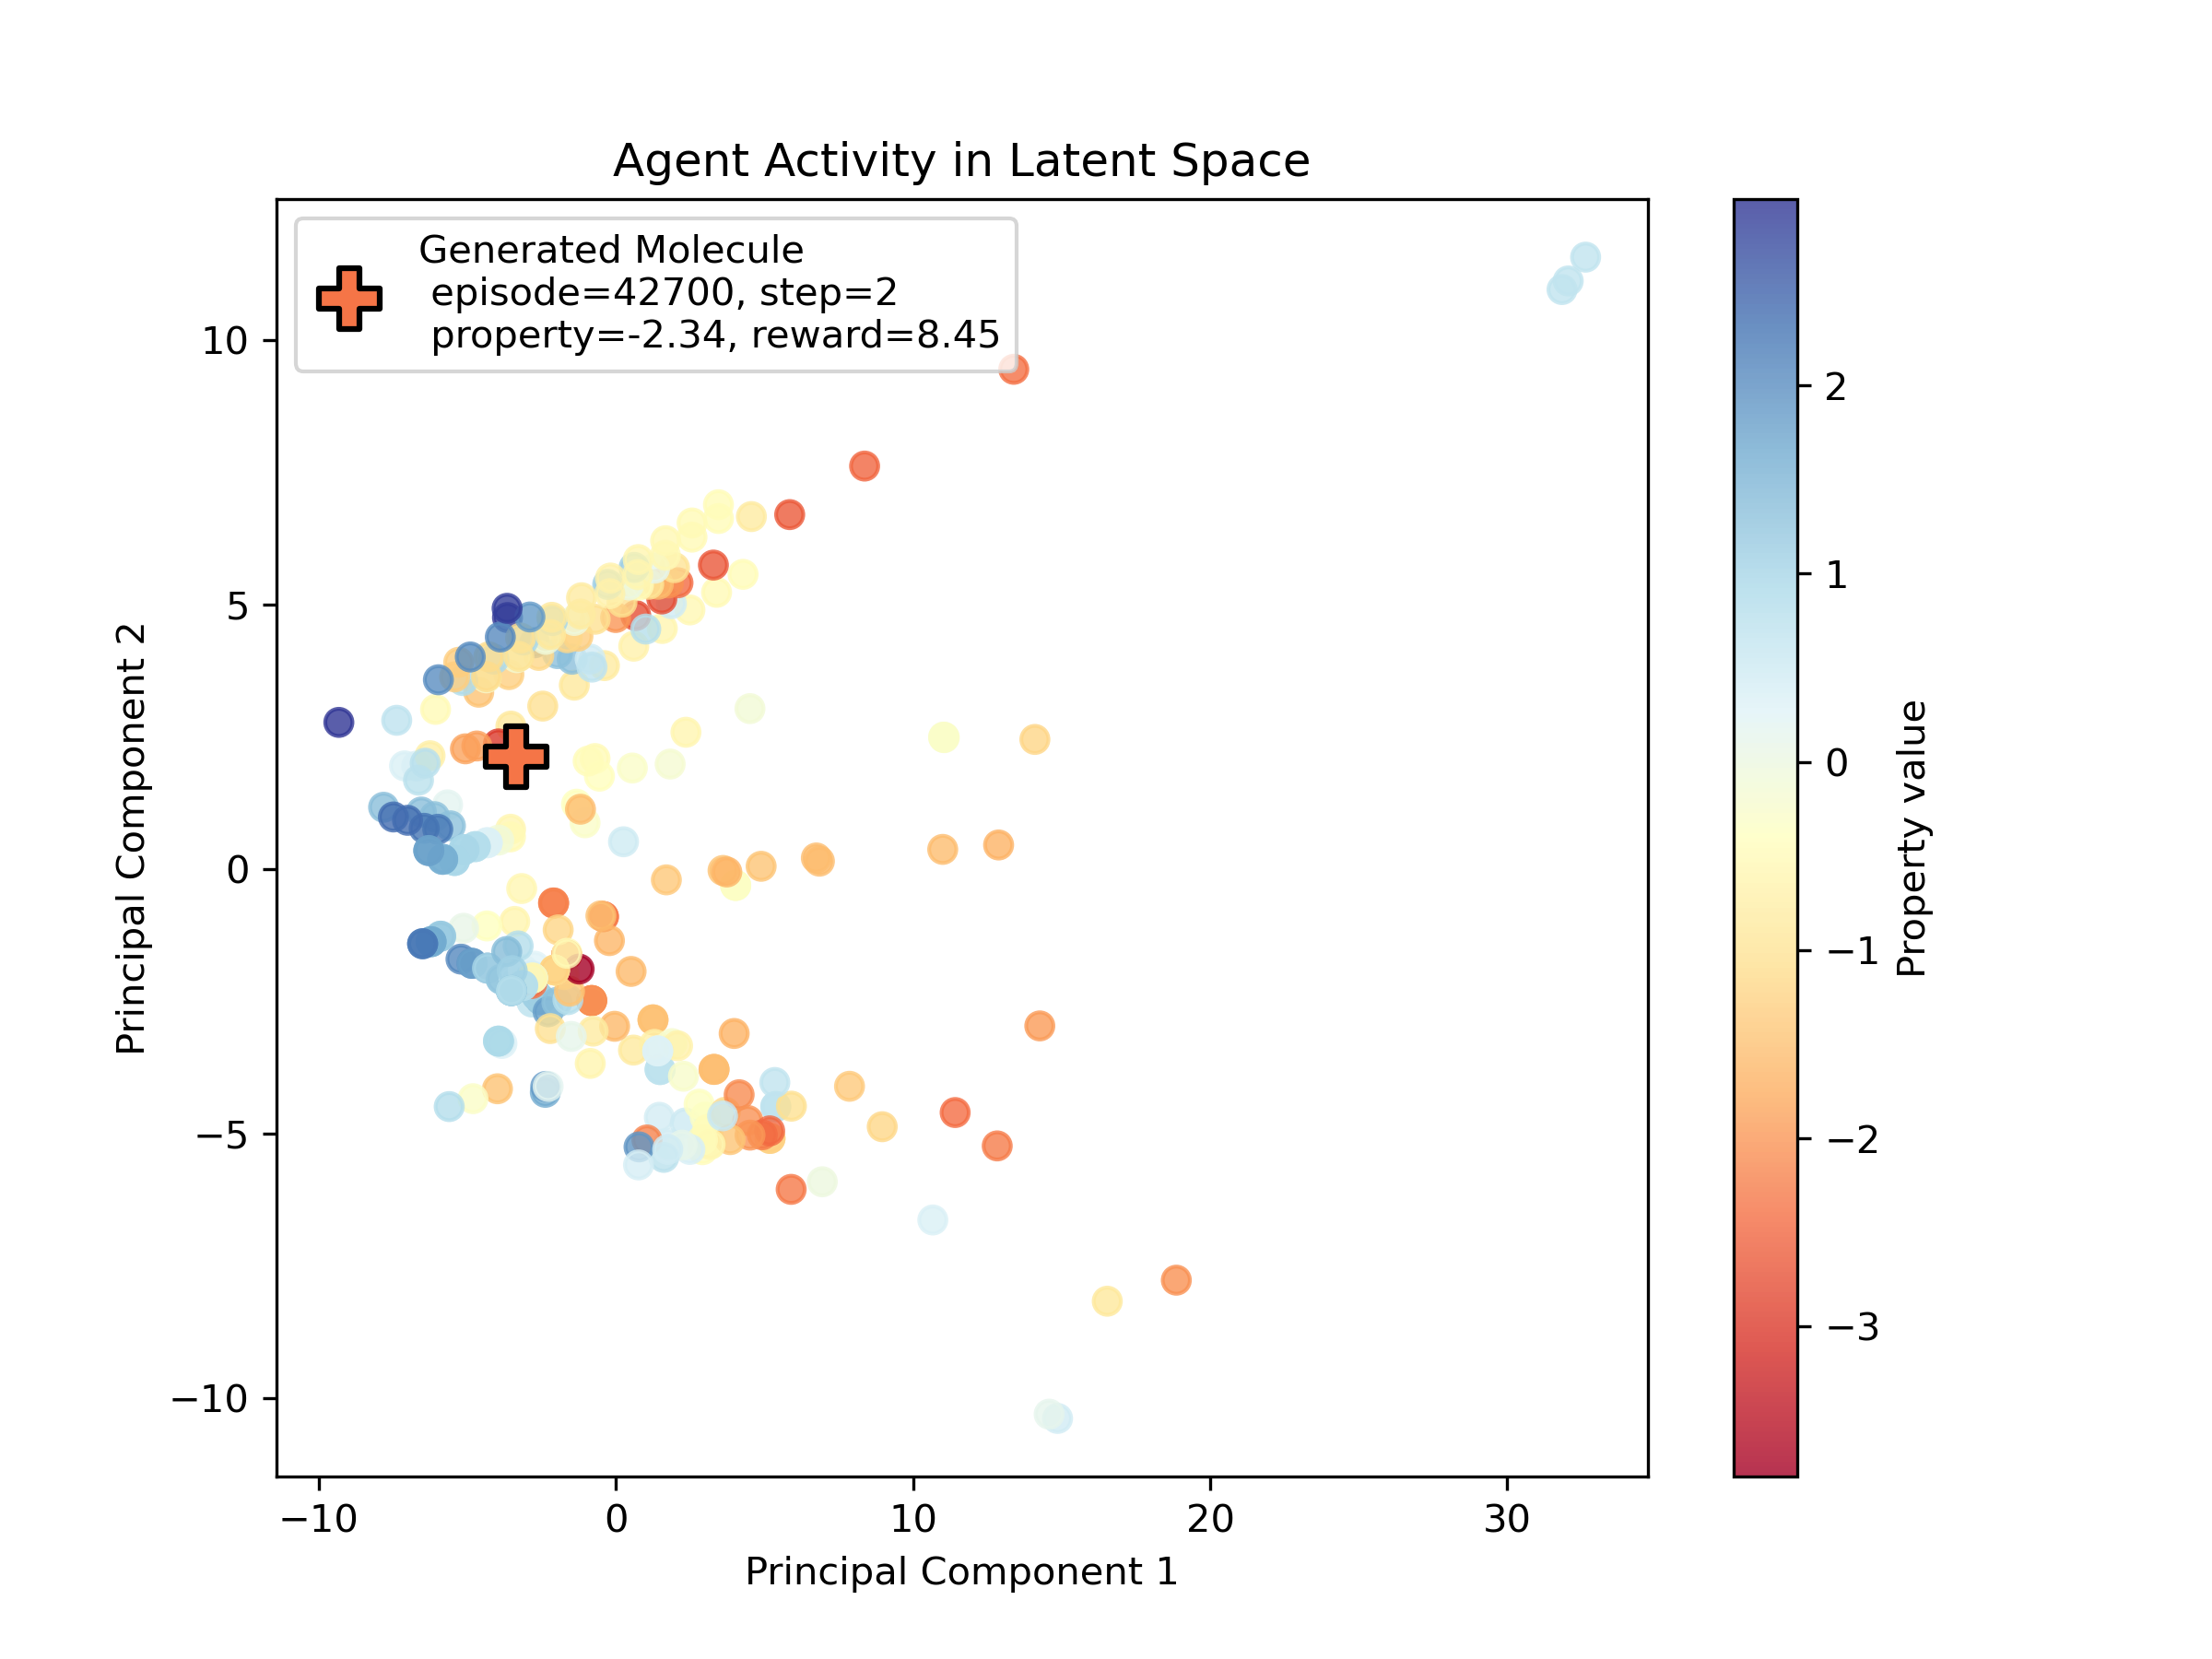 Agent Activity in Latent Space
Generated Molecule
episode=42700, step=2
property=-2.34, reward=8.45
10
5
0
−5
−10
Principal Component 2
−10
0
10
20
30
Principal Component 1
2
1
0
−1
−2
−3
Property value